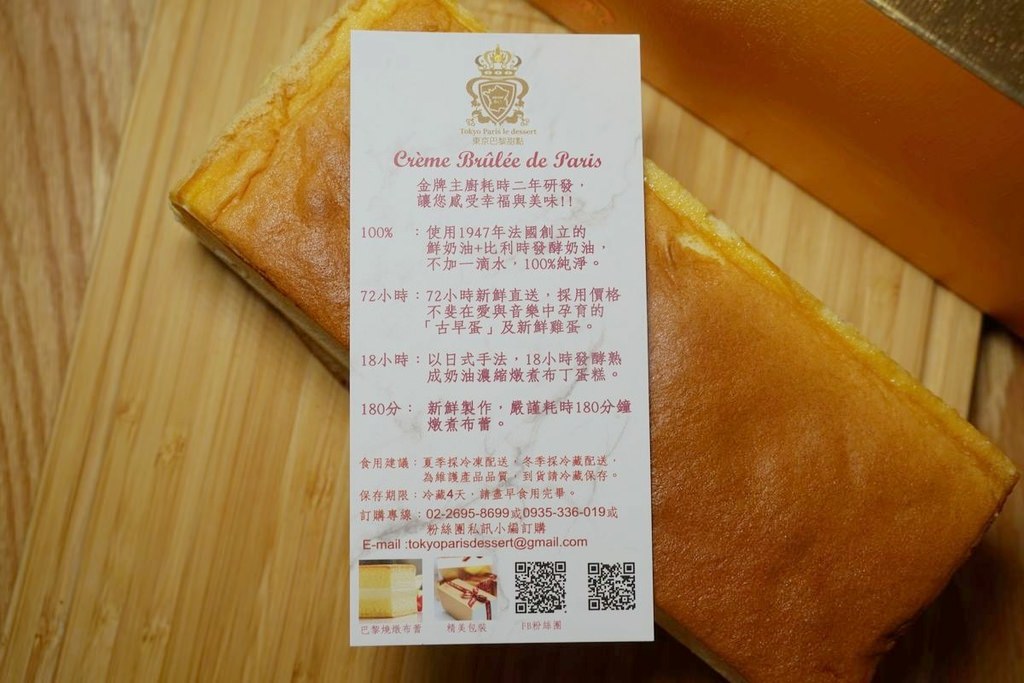 Tokyo Paris le dessert
東京巴黎甜點
Crème Brûlée de Paris
金牌主廚耗時二年研發，
讓您感受幸福與美味!!
100% ：使用1947年法國創立的
鮮奶油+比利時發酵奶油，
不加一滴水，100%純淨。
72小時：72小時新鮮直送，採用價格
不斐在愛與音樂中孕育的
「古早蛋」及新鮮雞蛋。
18小時：以日式手法，18小時發酵熟
成奶油濃縮燉煮布丁蛋糕。
180分：新鮮製作，嚴謹耗時180分鐘
燉煮布蕾。
食用建議：夏季採冷凍配送，冬季採冷藏配送，
為維護產品品質，到貨請冷藏保存。
保存期限：冷藏4天，請盡早食用完畢。
訂購專線：02-2695-8699或0935-336-019或
粉絲團私訊小編訂購
E-mail :tokyoparisdessert@gmail.com
巴黎燒燉布蕾 精美包裝 FB粉絲團